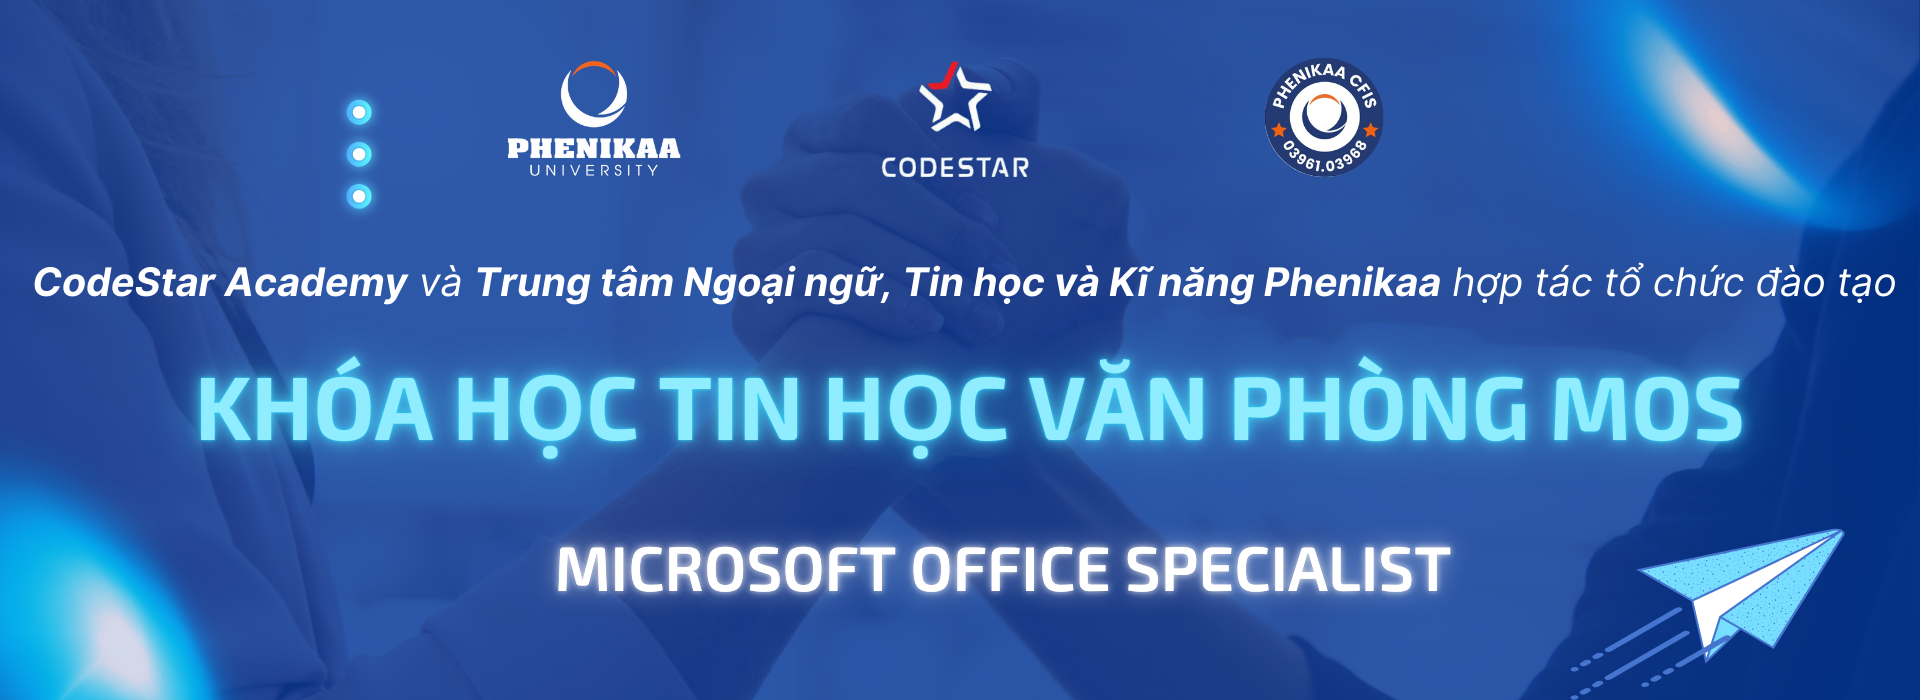 PHENIKAA
UNIVERSITY
CODESTAR
PHENIKAA CFIS
03961.03968
CodeStar Academy và Trung tâm Ngoại ngữ, Tin học và Kĩ năng Phenikaa hợp tác tổ chức đào tạo
KHÓA HỌC TIN HỌC VĂN PHÒNG MOS
MICROSOFT OFFICE SPECIALIST